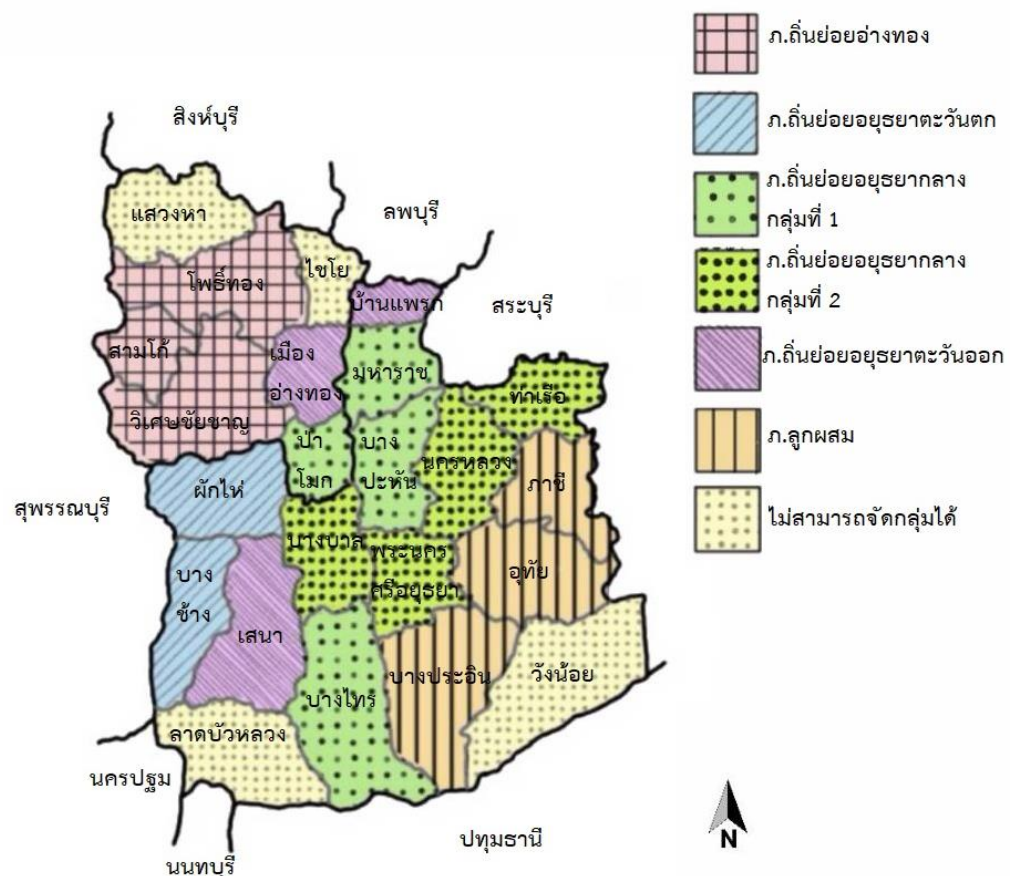 สิงห์บุรี
ลพบุรี
แสวงหา
ไชโย
โพธิ์ทอง
บ้านแพรก
สระบุรี
สามโก้
เมือง
อ่างทอง
มหาราช
ท่าเรือ
วิเศษชัยชาญ
ป่า
โมก
บาง
ปะหัน
นครหลวง
ภาชี
สุพรรณบุรี
ผักไห่
บางบาล
พระนคร
ศรีอยุธยา
อุทัย
บาง
ซ้าง
เสนา
บางไทร
บางประอิน
วังน้อย
ลาดบัวหลวง
นครปฐม
นนทบุรี
ปทุมธานี
ภ.ถิ่นย่อยอ่างทอง
ภ.ถิ่นย่อยอยุธยาตะวันตก
ภ.ถิ่นย่อยอยุธยากลาง
กลุ่มที่ 1
ภ.ถิ่นย่อยอยุธยากลาง
กลุ่มที่ 2
ภ.ถิ่นย่อยอยุธยาตะวันออก
ภ.ลูกผสม
ไม่สามารถจัดกลุ่มได้
N